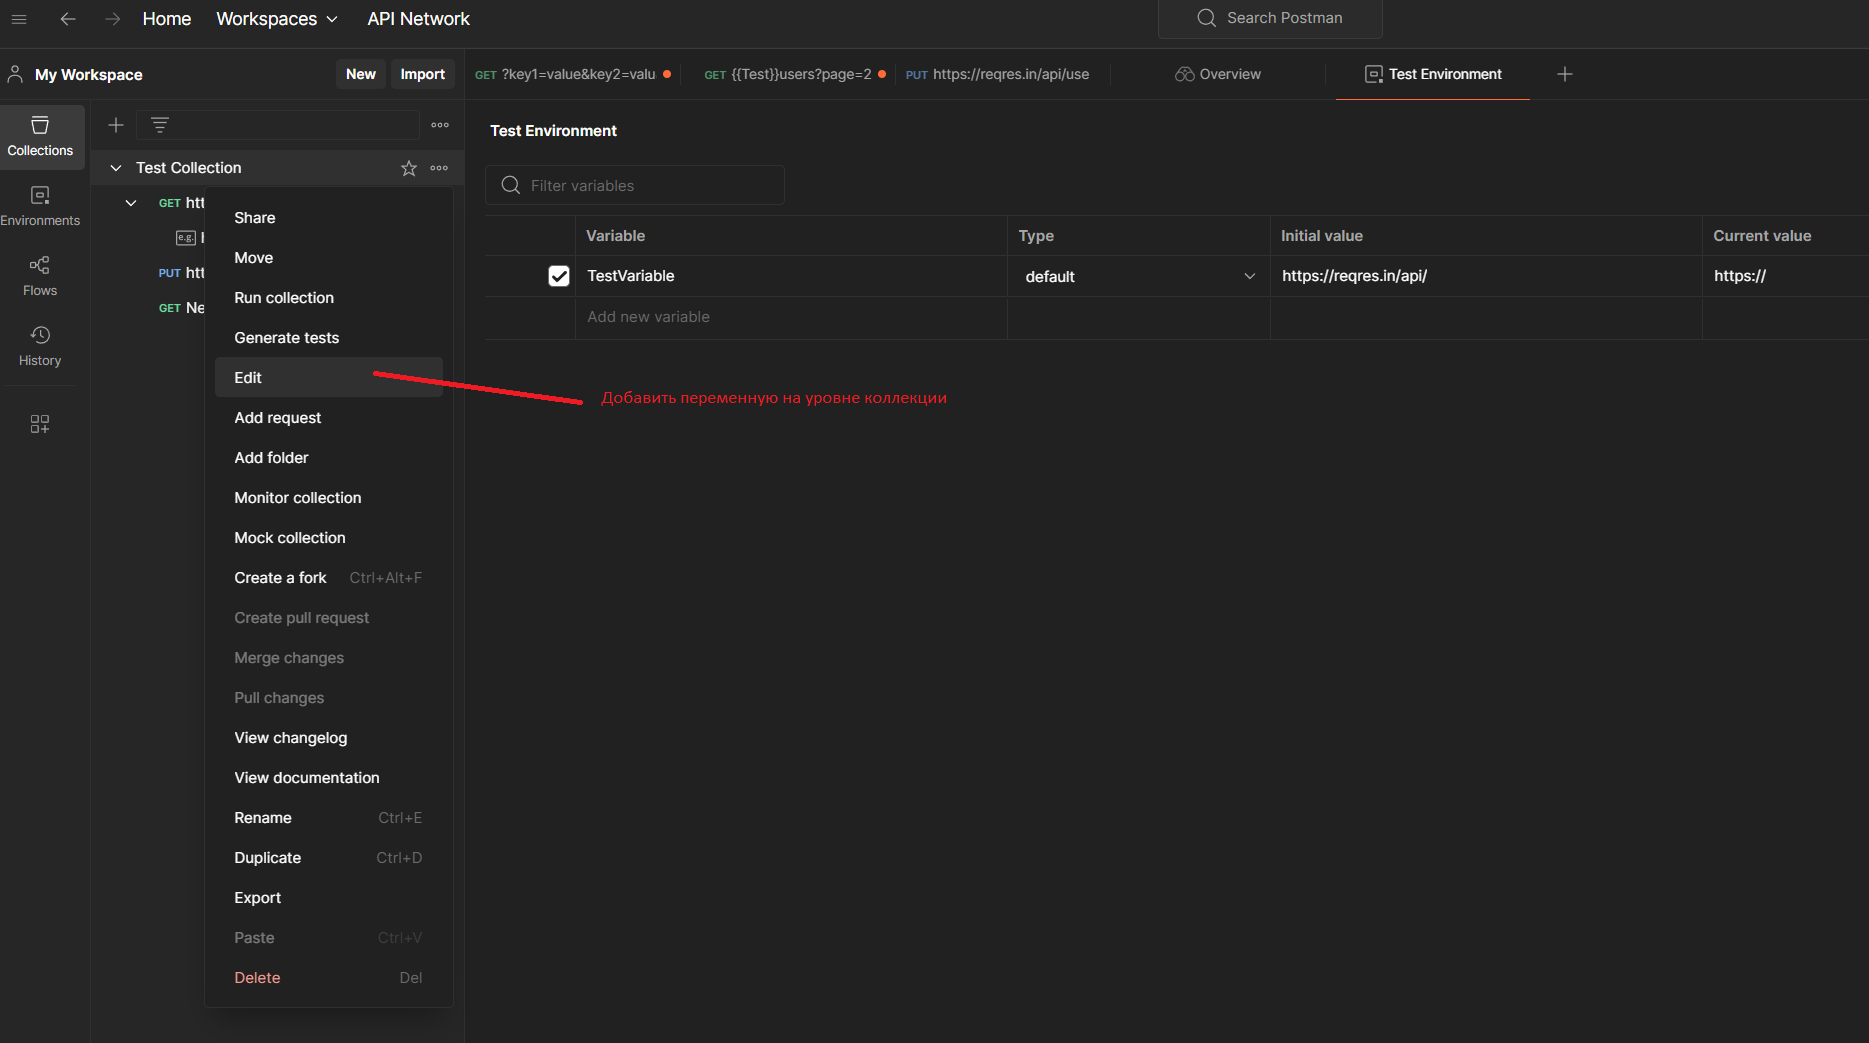 Home Workspaces API Network Search Postman
My Workspace New Import
GET ?key1=value&key2=valu GET {{Test}}users?page=2 PUT https://reqres.in/api/use Overview Test Environment
Collections
Environments
Flows
History
Test Collection
GET htt
e.g.
PUT htt
GET Ne
Share
Move
Run collection
Generate tests
Edit
Add request
Add folder
Monitor collection
Mock collection
Create a fork Ctrl+Alt+F
Create pull request
Merge changes
Pull changes
View changelog
View documentation
Rename Ctrl+E
Duplicate Ctrl+D
Export
Paste Ctrl+V
Delete Del
Test Environment
Filter variables
Variable Type Initial value Current value
TestVariable default https://reqres.in/api/ https://
Add new variable
Добавить переменную на уровне коллекции